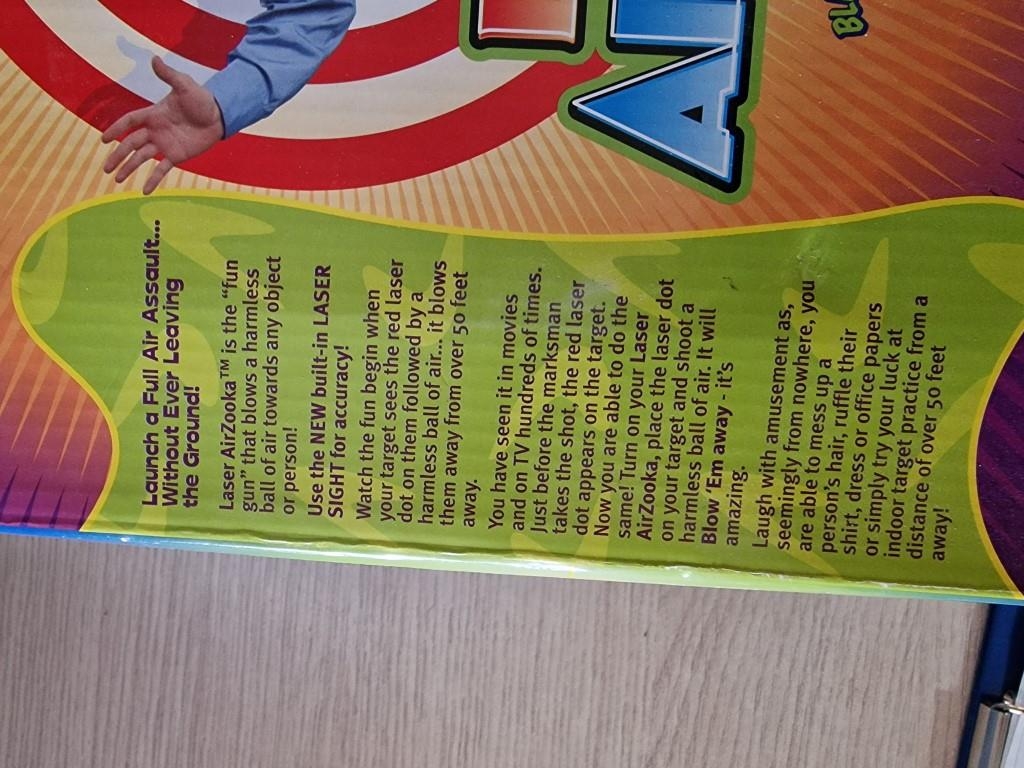 Launch a Full Air Assault...
Without Ever Leaving
the Ground!
Laser AirZooka™ is the "fun
gun" that blows a harmless
ball of air towards any object
or person!
Use the NEW built-in LASER
SIGHT for accuracy!
Watch the fun begin when
your target sees the red laser
dot on them followed by a
harmless ball of air...it blows
them away from over 50 feet
away.
You have seen it in movies
and on TV hundreds of times.
Just before the marksman
takes the shot, the red laser
dot appears on the target.
Now you are able to do the
same! Turn on your Laser
AirZooka, place the laser dot
on your target and shoot a
harmless ball of air. It will
Blow 'Em away - it's
amazing.
Laugh with amusement as,
seemingly from nowhere, you
are able to mess up a
person's hair, ruffle their
shirt, dress or office papers
or simply try your luck at
indoor target practice from a
distance of over 50 feet
away!
AI
BL